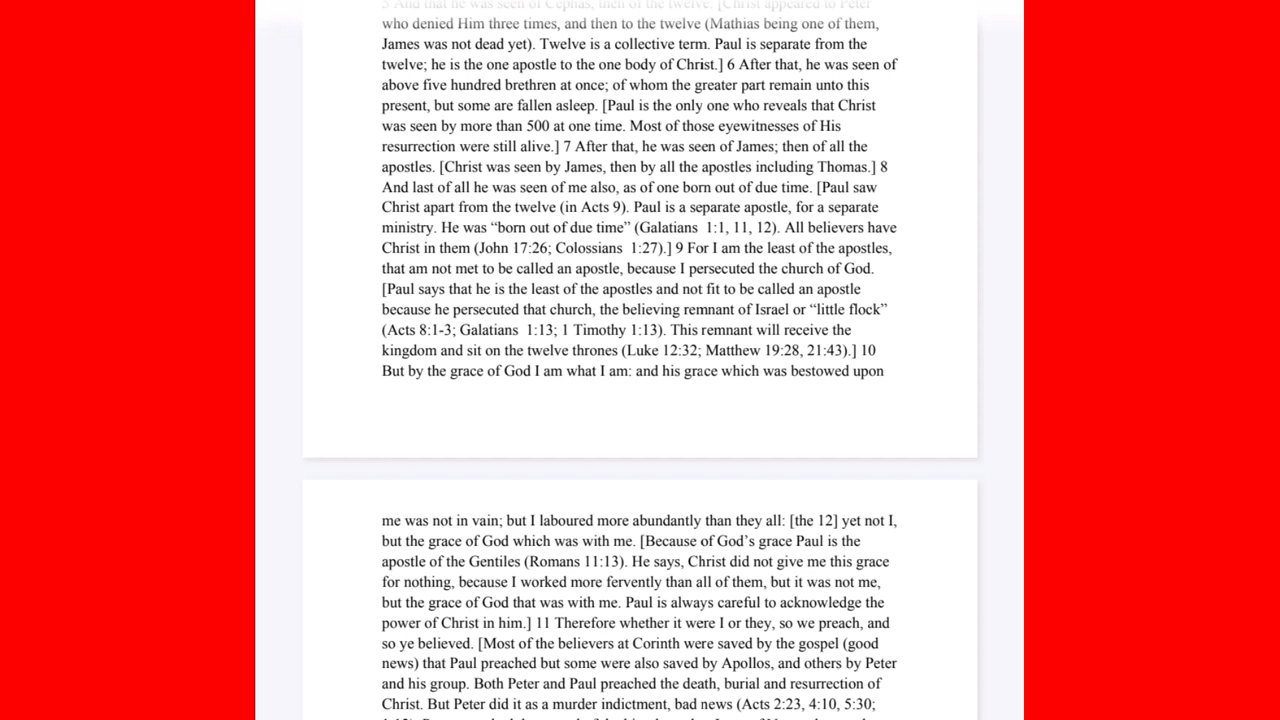 5 And that he was seen of Cephas, then of the twelve: [Christ appeared to Peter
who denied Him three times, and then to the twelve (Mathias being one of them,
James was not dead yet). Twelve is a collective term. Paul is separate from the
twelve; he is the one apostle to the one body of Christ.] 6 After that, he was seen of
above five hundred brethren at once; of whom the greater part remain unto this
present, but some are fallen asleep. [Paul is the only one who reveals that Christ
was seen by more than 500 at one time. Most of those eyewitnesses of His
resurrection were still alive.] 7 After that, he was seen of James; then of all the
apostles. [Christ was seen by James, then by all the apostles including Thomas.] 8
And last of all he was seen of me also, as of one born out of due time. [Paul saw
Christ apart from the twelve (in Acts 9). Paul is a separate apostle, for a separate
ministry. He was “born out of due time” (Galatians 1:1, 11, 12). All believers have
Christ in them (John 17:26; Colossians 1:27).] 9 For I am the least of the apostles,
that am not met to be called an apostle, because I persecuted the church of God.
[Paul says that he is the least of the apostles and not fit to be called an apostle
because he persecuted that church, the believing remnant of Israel or “little flock”
(Acts 8:1-3; Galatians 1:13; 1 Timothy 1:13). This remnant will receive the
kingdom and sit on the twelve thrones (Luke 12:32; Matthew 19:28, 21:43).] 10
But by the grace of God I am what I am: and his grace which was bestowed upon
me was not in vain; but I laboured more abundantly than they all: [the 12] yet not I,
but the grace of God which was with me. [Because of God’s grace Paul is the
apostle of the Gentiles (Romans 11:13). He says, Christ did not give me this grace
for nothing, because I worked more fervently than all of them, but it was not me,
but the grace of God that was with me. Paul is always careful to acknowledge the
power of Christ in him.] 11 Therefore whether it were I or they, so we preach, and
so ye believed. [Most of the believers at Corinth were saved by the gospel (good
news) that Paul preached but some were also saved by Apollos, and others by Peter
and his group. Both Peter and Paul preached the death, burial and resurrection of
Christ. But Peter did it as a murder indictment, bad news (Acts 2:23, 4:10, 5:30;